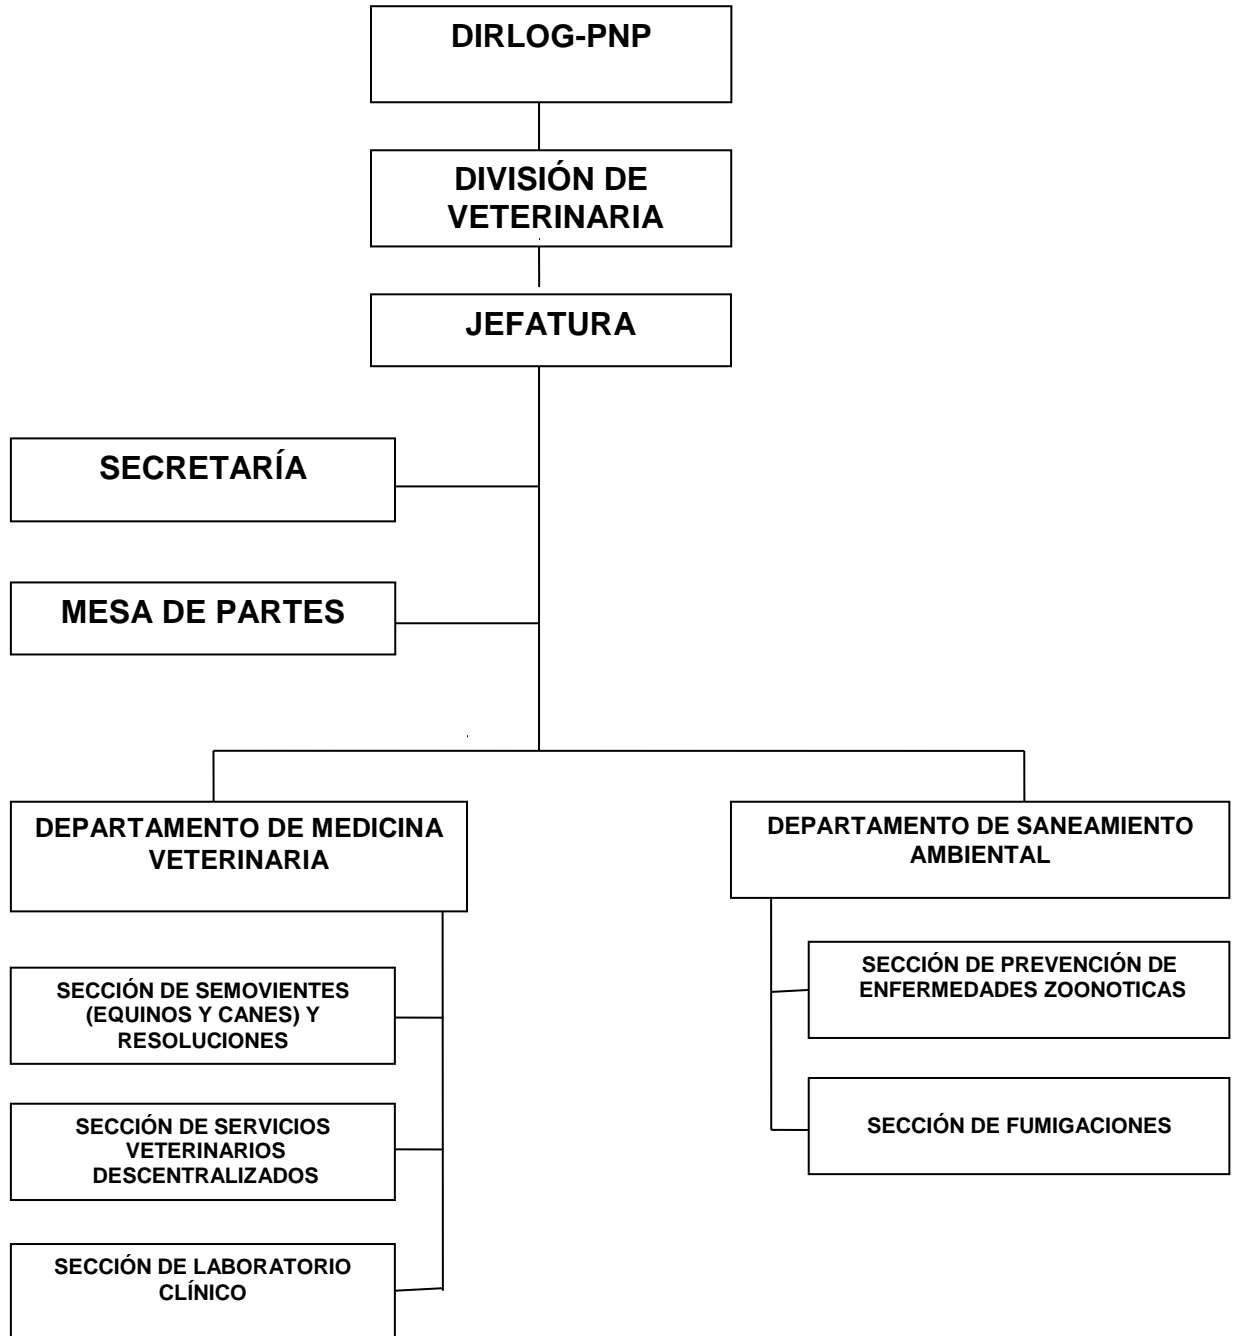 DIRLOG-PNP
DIVISIÓN DE
VETERINARIA
JEFATURA
SECRETARÍA
MESA DE PARTES
DEPARTAMENTO DE MEDICINA
VETERINARIA
SECCIÓN DE SEMOVIENTES
(EQUINOS Y CANES) Y
RESOLUCIONES
SECCIÓN DE SERVICIOS
VETERINARIOS
DESCENTRALIZADOS
SECCIÓN DE LABORATORIO
CLÍNICO
DEPARTAMENTO DE SANEAMIENTO
AMBIENTAL
SECCIÓN DE PREVENCIÓN DE
ENFERMEDADES ZOONOTICAS
SECCIÓN DE FUMIGACIONES